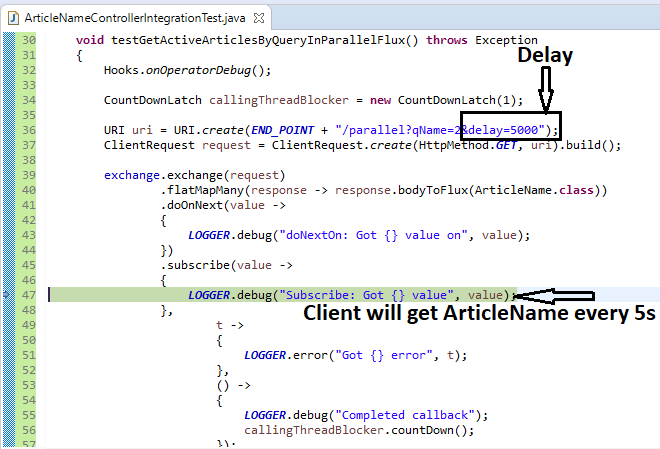 ArticleNameControllerIntegrationTest.java
30 void testGetActiveArticlesByQueryInParallelFlux() throws Exception
31 {
Delay
32 Hooks.onOperatorDebug();
33
34 CountDownLatch callingThreadBlocker = new CountDownLatch(1);
35
36 URI uri = URI.create(END_POINT + "/parallel?qName=2&delay=5000");
37 ClientRequest request = ClientRequest.create(HttpMethod.GET, uri).build();
38
39 exchange.exchange(request)
40 .flatMapMany(response -> response.bodyToFlux(ArticleName.class))
41 .doOnNext(value ->
42 {
43 LOGGER.debug("doNextOn: Got {} value on", value);
44 })
45 .subscribe(value ->
46 {
47 LOGGER.debug("Subscribe: Got {} value", value);
48 },
Client will get ArticleName every 5s
49 t ->
50 {
51 LOGGER.error("Got {} error", t);
52 },
53 () ->
54 {
55 LOGGER.debug("Completed callback");
56 callingThreadBlocker.countDown();
57 });